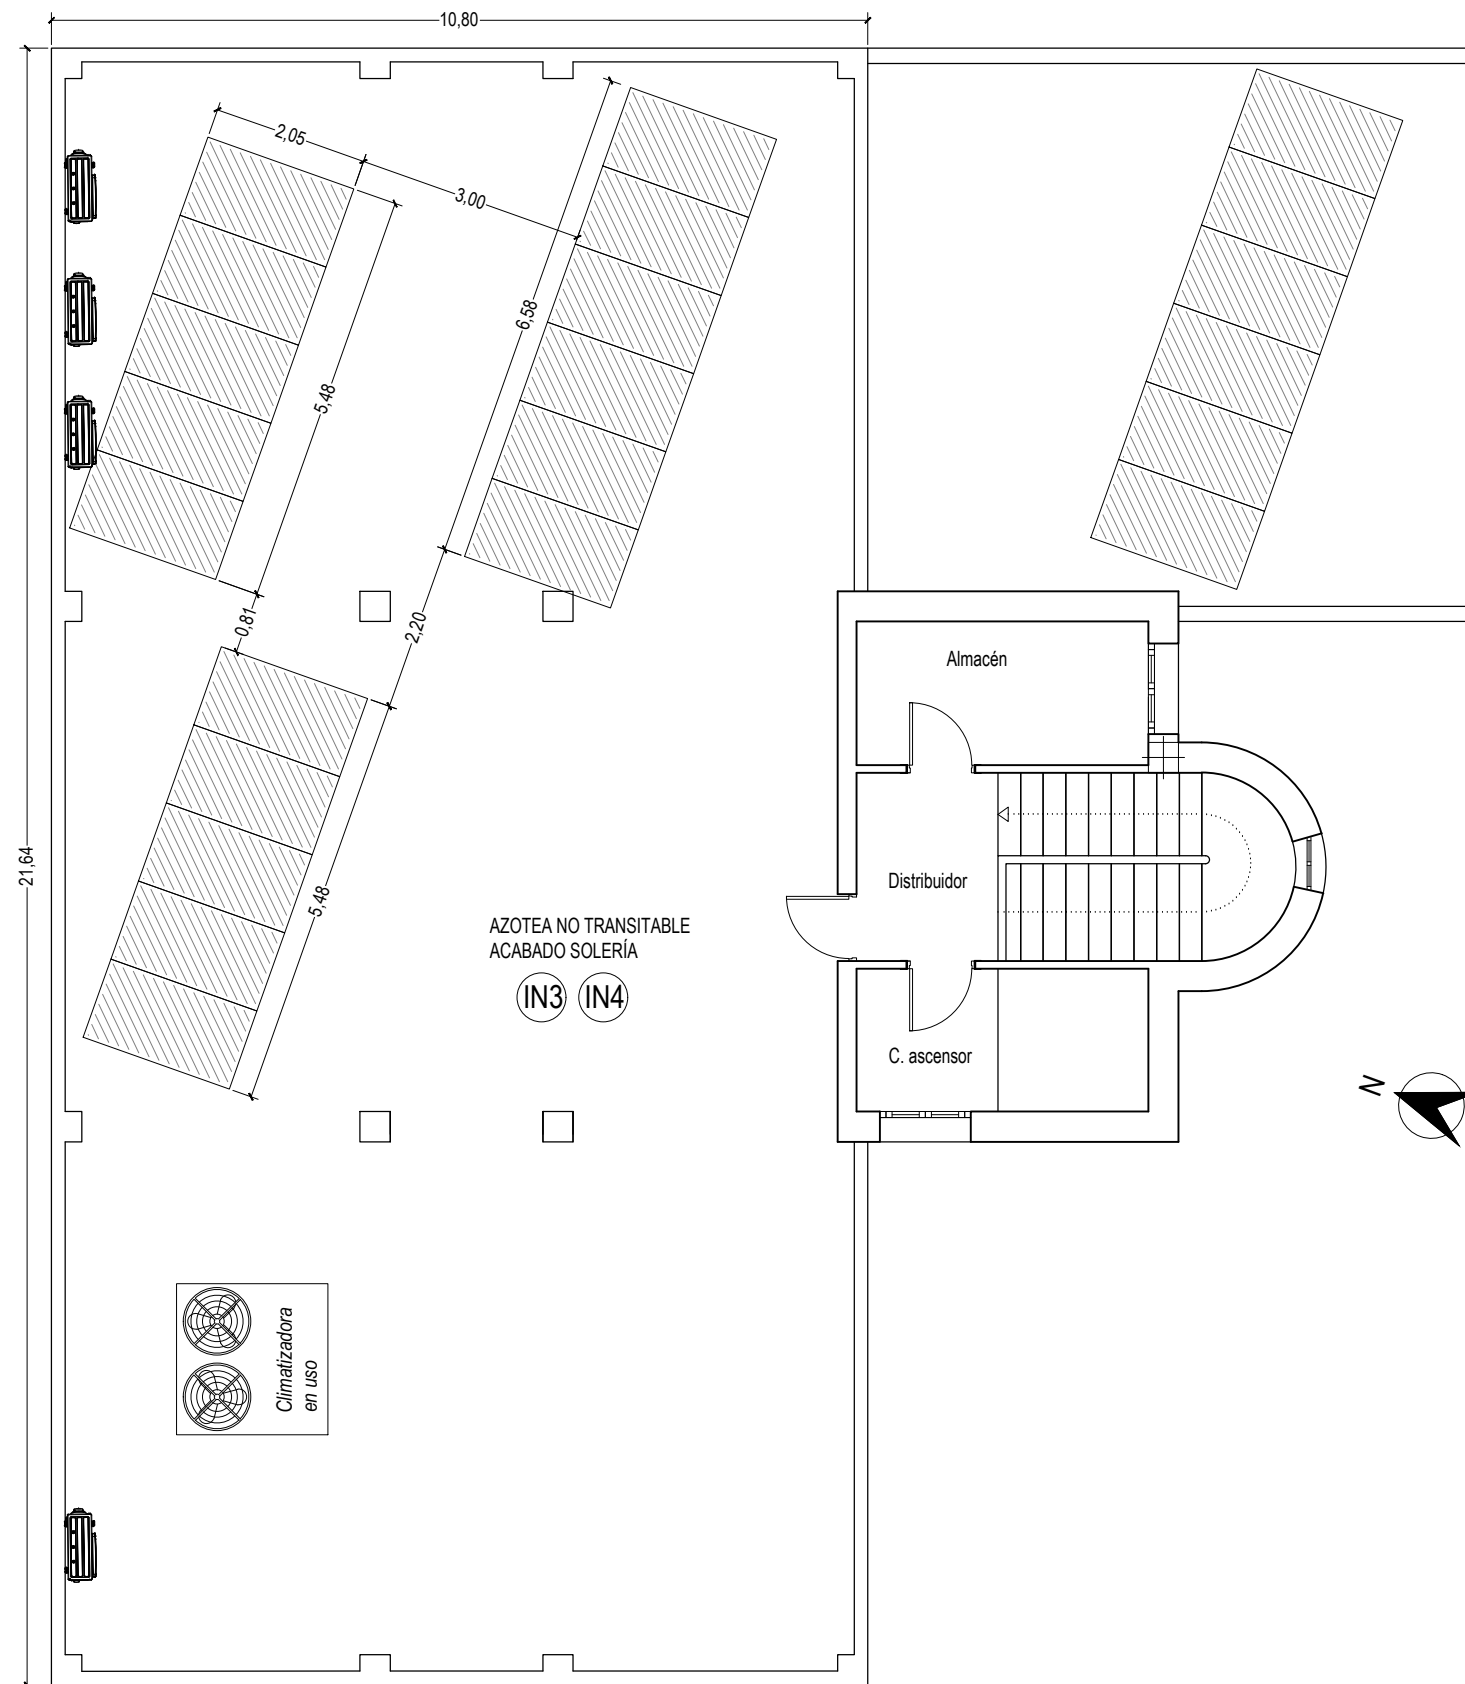 10,80
2,05
3,00
6,58
5,48
0,81
2,20
Almacén
21,64
5,48
Distribuidor
AZOTEA NO TRANSITABLE
ACABADO SOLERÍA
IN3 IN4
C. ascensor
N
Climatizadora
en uso